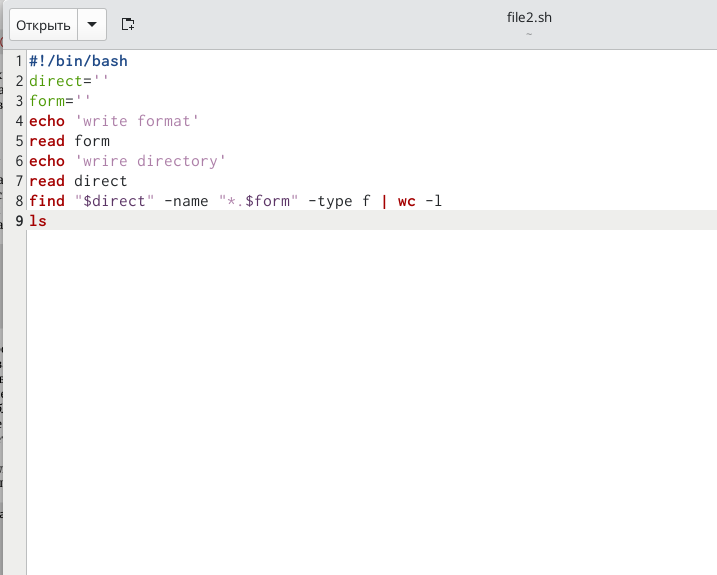 Открыть
file2.sh
~
1 #!/bin/bash
2 direct=''
3 form=''
4 echo 'write format'
5 read form
6 echo 'wrire directory'
7 read direct
8 find "$direct" -name "*.$form" -type f | wc -l
9 ls